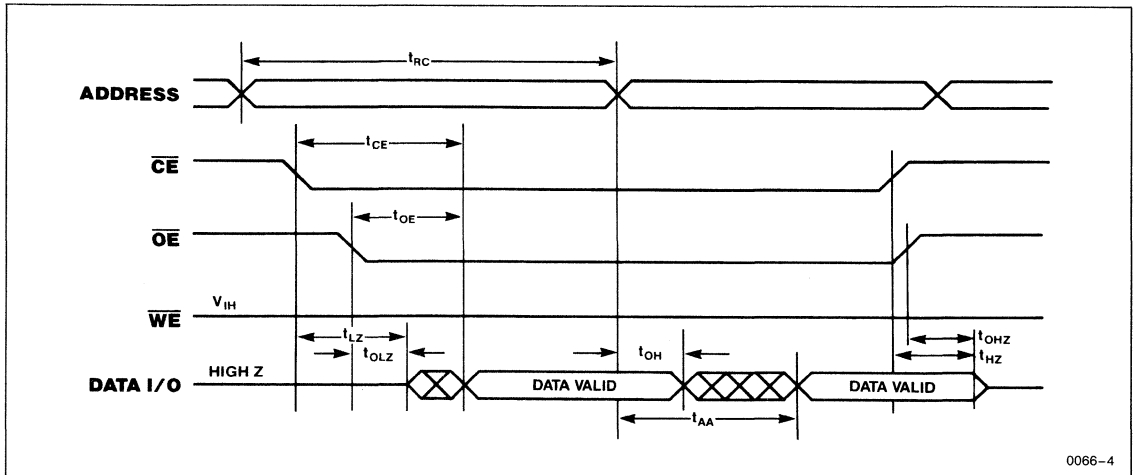 tRC
ADDRESS
tCE
CE
tOE
OE
VIH
WE
tLZ
tOLZ
tOH
tOHZ
tHZ
HIGH Z
DATA I/O
DATA VALID
DATA VALID
tAA
0066-4